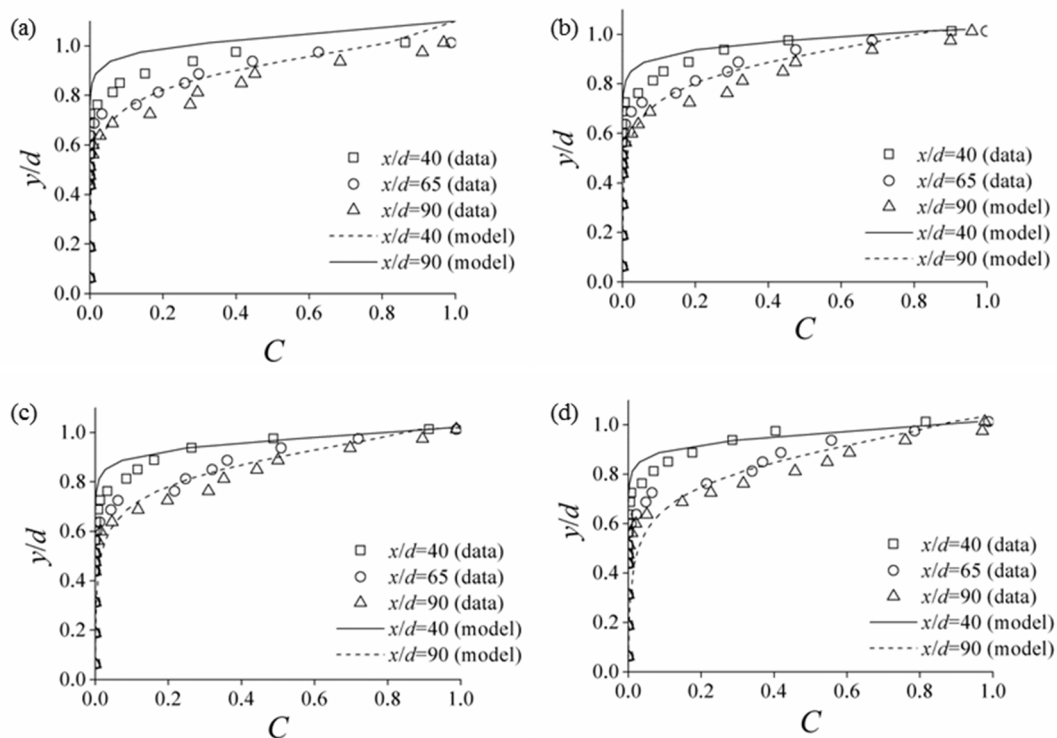 (a)
1.0
0.8
0.6
0.4
0.2
0.0
y/d
x/d=40 (data)
x/d=65 (data)
x/d=90 (data)
x/d=40 (model)
x/d=90 (model)
0.0 0.2 0.4 0.6 0.8 1.0
C
(b)
1.0
0.8
0.6
0.4
0.2
0.0
y/d
x/d=40 (data)
x/d=65 (data)
x/d=90 (model)
x/d=40 (model)
x/d=90 (model)
0.0 0.2 0.4 0.6 0.8 1.0
C
(c)
1.0
0.8
0.6
0.4
0.2
0.0
y/d
x/d=40 (data)
x/d=65 (data)
x/d=90 (data)
x/d=40 (model)
x/d=90 (model)
0.0 0.2 0.4 0.6 0.8 1.0
C
(d)
1.0
0.8
0.6
0.4
0.2
0.0
y/d
x/d=40 (data)
x/d=65 (data)
x/d=90 (data)
x/d=40 (model)
x/d=90 (model)
0.0 0.2 0.4 0.6 0.8 1.0
C